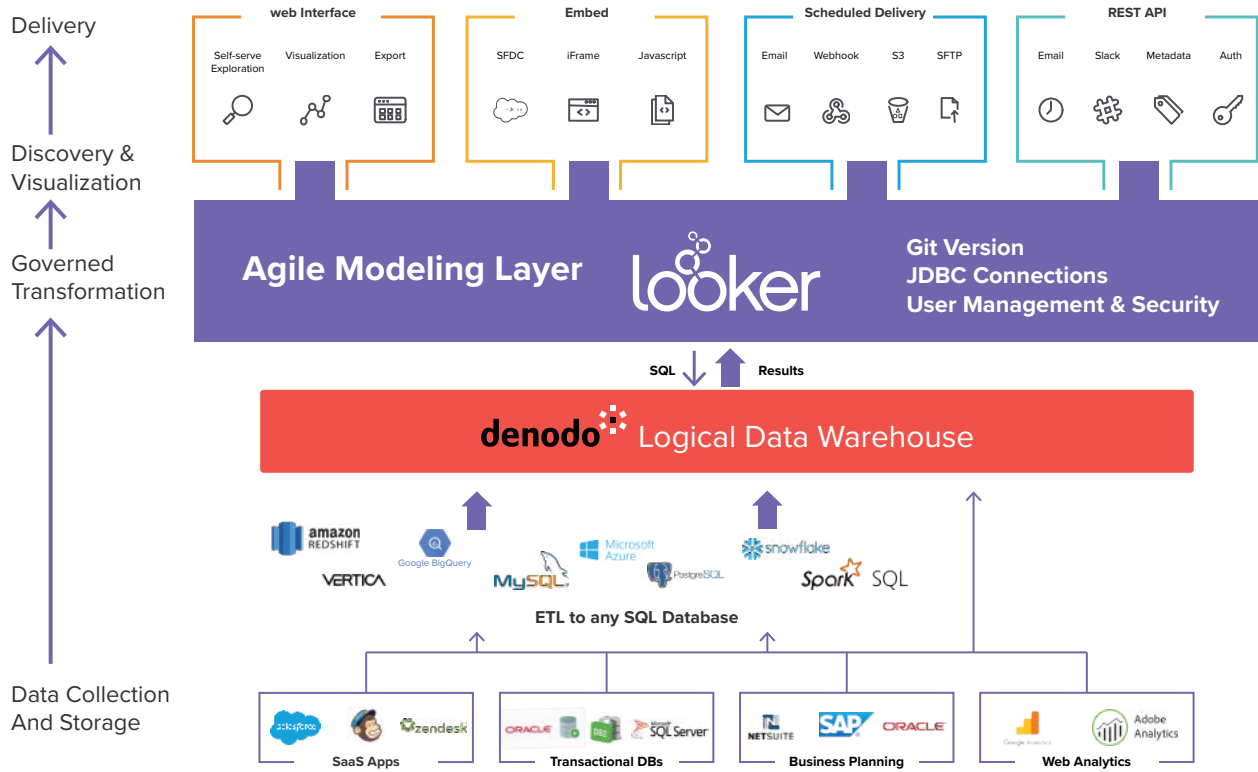 Delivery
Discovery &
Visualization
Governed
Transformation
Data Collection
And Storage
web Interface
Self-serve
Exploration
Visualization
Export
Embed
SFDC
iFrame
Javascript
Scheduled Delivery
Email
Webhook
S3
SFTP
REST API
Email
Slack
Metadata
Auth
Agile Modeling Layer
looker
Git Version
JDBC Connections
User Management & Security
SQL
Results
denodo Logical Data Warehouse
amazon
REDSHIFT
VERTICA
Google BigQuery
MySQL
Microsoft
Azure
PostgreSQL
snowflake
Spark SQL
ETL to any SQL Database
salesforce
zendesk
SaaS Apps
ORACLE
DB2
Microsoft
SQL Server
Transactional DBs
NETSUITE
SAP
ORACLE
Business Planning
Google Analytics
Adobe
Analytics
Web Analytics